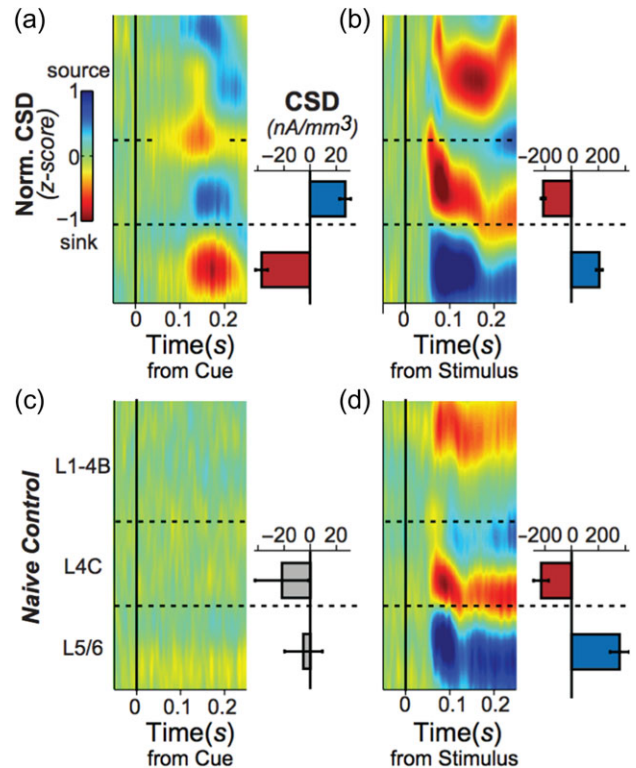 (a)
(b)
source
1
0
−1
sink
Norm. CSD
(z-score)
CSD
(nA/mm3)
−20 0 20
−200 0 200
0 0.1 0.2
Time(s)
from Cue
0 0.1 0.2
Time(s)
from Stimulus
(c)
(d)
Naive Control
L1-4B
L4C
L5/6
−20 0 20
−200 0 200
0 0.1 0.2
Time(s)
from Cue
0 0.1 0.2
Time(s)
from Stimulus